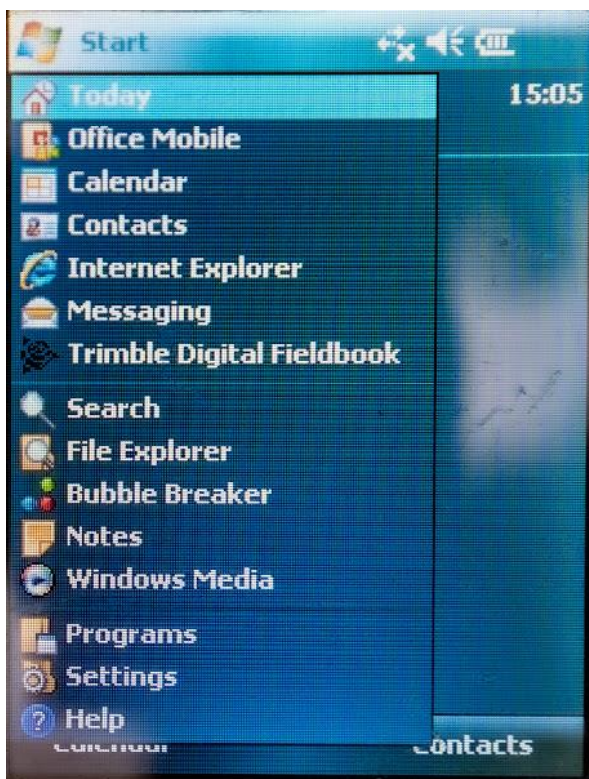 Start
Today
15:05
Office Mobile
Calendar
Contacts
Internet Explorer
Messaging
Trimble Digital Fieldbook
Search
File Explorer
Bubble Breaker
Notes
Windows Media
Programs
Settings
Help
Calendar
Contacts